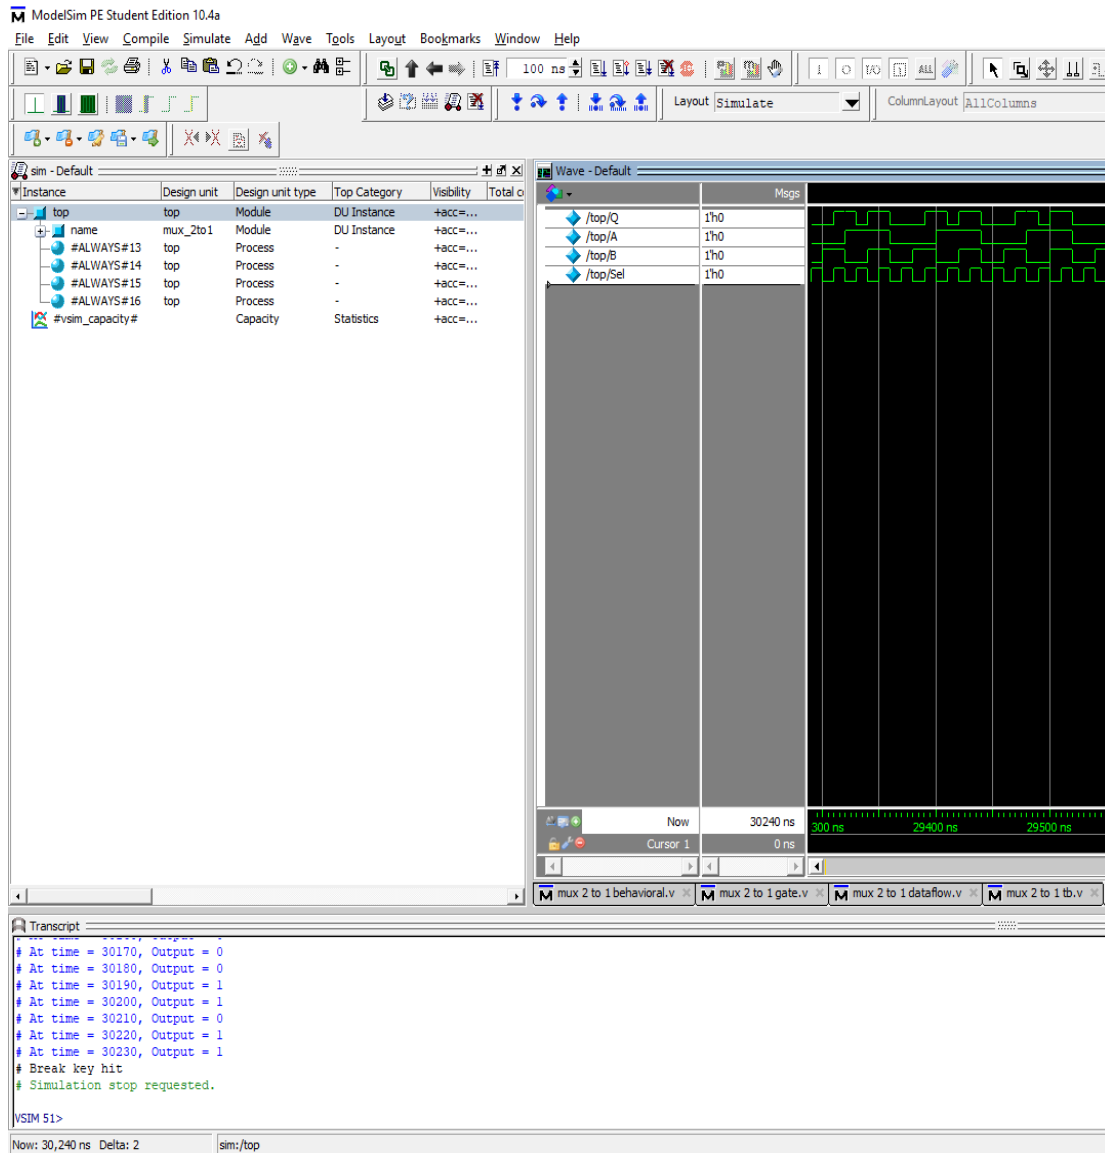 ModelSim PE Student Edition 10.4a
File Edit View Compile Simulate Add Wave Tools Layout Bookmarks Window Help
100 ns
Layout Simulate
ColumnLayout AllColumns
sim - Default
Instance Design unit Design unit type Top Category Visibility Total c
top top Module DU Instance +acc=...
name mux_2to1 Module DU Instance +acc=...
#ALWAYS#13 top Process - +acc=...
#ALWAYS#14 top Process - +acc=...
#ALWAYS#15 top Process - +acc=...
#ALWAYS#16 top Process - +acc=...
#vsim_capacity# Capacity Statistics +acc=...
Wave - Default
Msgs
/top/Q 1'h0
/top/A 1'h0
/top/B 1'h0
/top/Sel 1'h0
Now 30240 ns
Cursor 1 0 ns
300 ns 29400 ns 29500 ns
mux 2 to 1 behavioral.v mux 2 to 1 gate.v mux 2 to 1 dataflow.v mux 2 to 1 tb.v
Transcript
# At time = 30170, Output = 0
# At time = 30180, Output = 0
# At time = 30190, Output = 1
# At time = 30200, Output = 1
# At time = 30210, Output = 0
# At time = 30220, Output = 1
# At time = 30230, Output = 1
# Break key hit
# Simulation stop requested.
VSIM 51>
Now: 30,240 ns Delta: 2 sim:/top